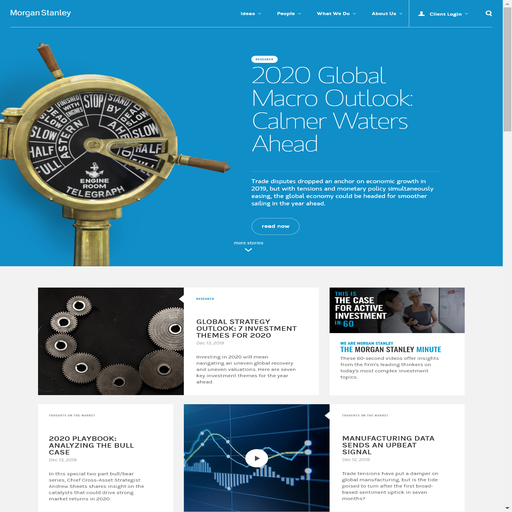 Morgan Stanley
Ideas
People
What We Do
About Us
Client Login
RESEARCH
2020 Global
Macro Outlook:
Calmer Waters
Ahead
Trade disputes dropped an anchor on economic growth in
2019, but with tensions and monetary policy simultaneously
easing, the global economy could be headed for smoother
sailing in the year ahead.
read now
more stories
FINISHED
WITH
ENGINES
STOP
STAND
BY
DEAD
SLOW
SLOW
HALF
FULL
ASTERN
AHEAD
DEAD
SLOW
SLOW
HALF
FULL
ENGINE
ROOM
TELEGRAPH
RESEARCH
GLOBAL STRATEGY
OUTLOOK: 7 INVESTMENT
THEMES FOR 2020
Dec 13, 2019
Investing in 2020 will mean
navigating an uneven global recovery
and uneven valuations. Here are seven
key investment themes for the year
ahead.
THIS IS
THE CASE
FOR ACTIVE
INVESTMENT
IN 60
WE ARE MORGAN STANLEY
THE MORGAN STANLEY MINUTE
These 60-second videos offer insights
from the firm's leading thinkers on
today's most complex investment
topics.
THOUGHTS ON THE MARKET
2020 PLAYBOOK:
ANALYZING THE BULL
CASE
Dec 13, 2019
In this special two part bull/bear
series, Chief Cross-Asset Strategist
Andrew Sheets shares insight on the
catalysts that could drive strong
market returns in 2020.
THOUGHTS ON THE MARKET
MANUFACTURING DATA
SENDS AN UPBEAT
SIGNAL
Dec 12, 2019
Trade tensions have put a damper on
global manufacturing, but is the tide
poised to turn after the first broad-
based sentiment uptick in seven
months?